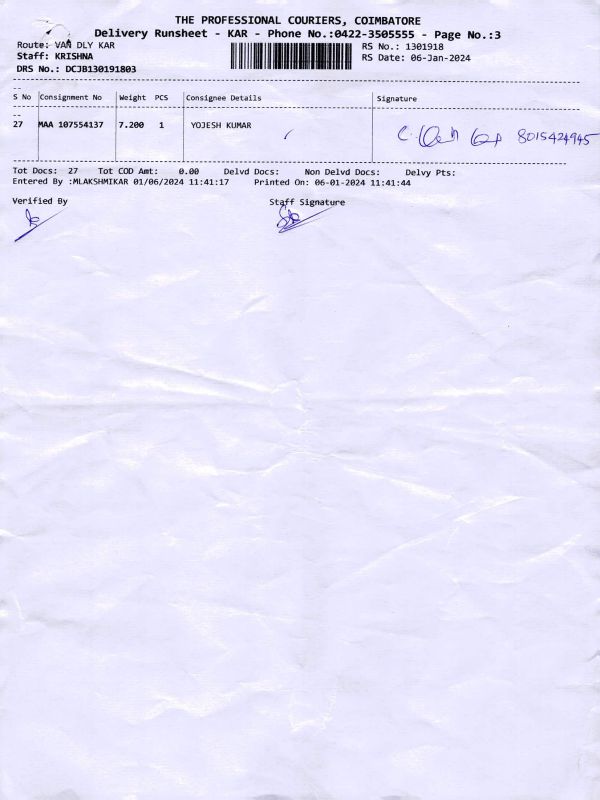 THE PROFESSIONAL COURIERS, COIMBATORE
Delivery Runsheet - KAR - Phone No.:0422-3505555 - Page No.:3
Route: VAN DLY KAR
RS No.: 1301918
Staff: KRISHNA
RS Date: 06-Jan-2024
DRS No.: DCJB130191803
S No Consignment No Weight PCS Consignee Details Signature
27 MAA 107554137 7.200 1 YOJESH KUMAR 8015424945
Tot Docs: 27 Tot COD Amt: 0.00 Delvd Docs: Non Delvd Docs: Delvy Pts:
Entered By :MLAKSHMIKAR 01/06/2024 11:41:17 Printed On: 06-01-2024 11:41:44
Verified By Staff Signature